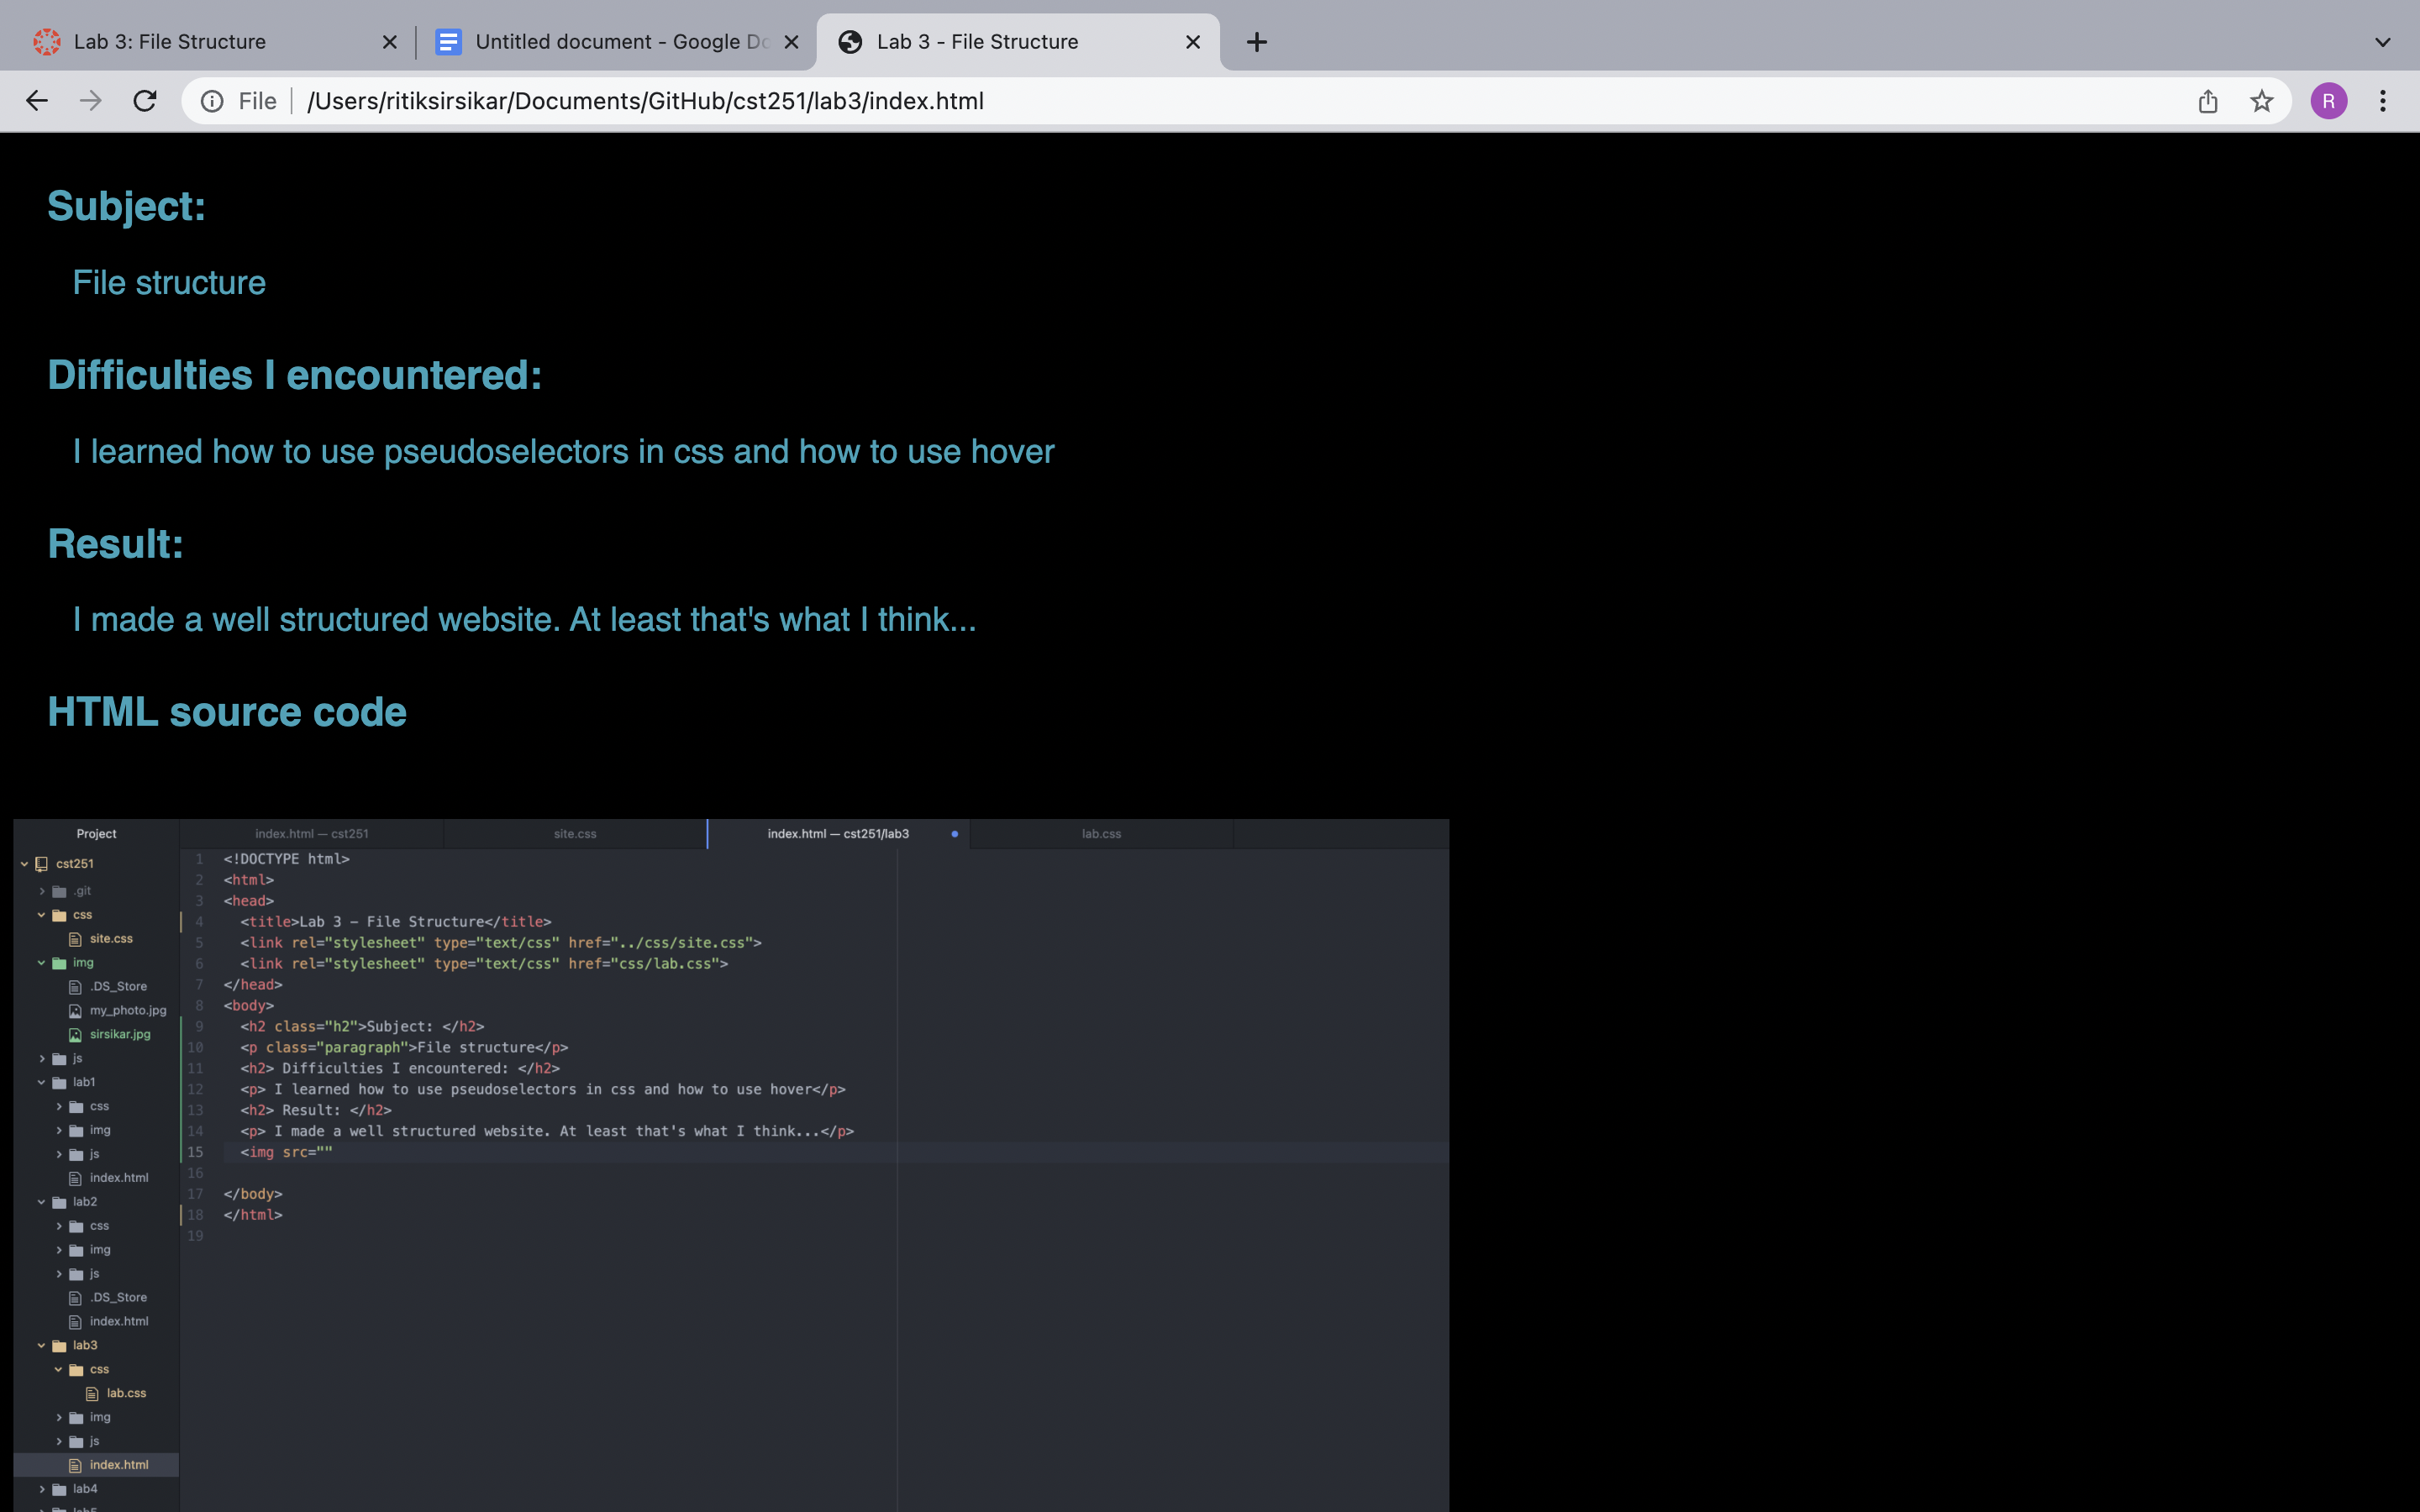 Lab 3: File Structure
Untitled document - Google Do
Lab 3 - File Structure
File
/Users/ritiksirsikar/Documents/GitHub/cst251/lab3/index.html
R
Subject:
File structure
Difficulties I encountered:
I learned how to use pseudoselectors in css and how to use hover
Result:
I made a well structured website. At least that's what I think...
HTML source code
Project
cst251
.git
css
site.css
img
.DS_Store
my_photo.jpg
sirsikar.jpg
js
lab1
css
img
js
index.html
lab2
css
img
js
.DS_Store
index.html
lab3
css
lab.css
img
js
index.html
lab4
lab5
index.html — cst251
site.css
index.html — cst251/lab3
lab.css
1 <!DOCTYPE html>
2 <html>
3 <head>
4 <title>Lab 3 - File Structure</title>
5 <link rel="stylesheet" type="text/css" href="../css/site.css">
6 <link rel="stylesheet" type="text/css" href="css/lab.css">
7 </head>
8 <body>
9 <h2 class="h2">Subject: </h2>
10 <p class="paragraph">File structure</p>
11 <h2> Difficulties I encountered: </h2>
12 <p> I learned how to use pseudoselectors in css and how to use hover</p>
13 <h2> Result: </h2>
14 <p> I made a well structured website. At least that's what I think...</p>
15 <img src=""
16
17 </body>
18 </html>
19